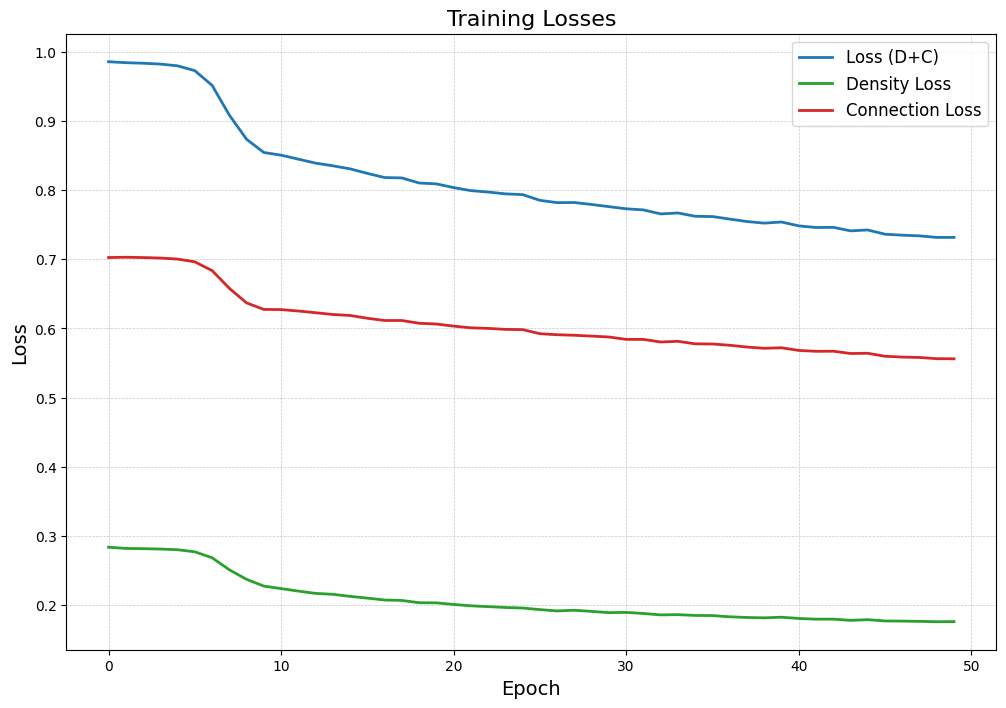 Training Losses
Loss (D+C)
Density Loss
Connection Loss
1.0
0.9
0.8
0.7
0.6
0.5
0.4
0.3
0.2
Loss
0 10 20 30 40 50
Epoch